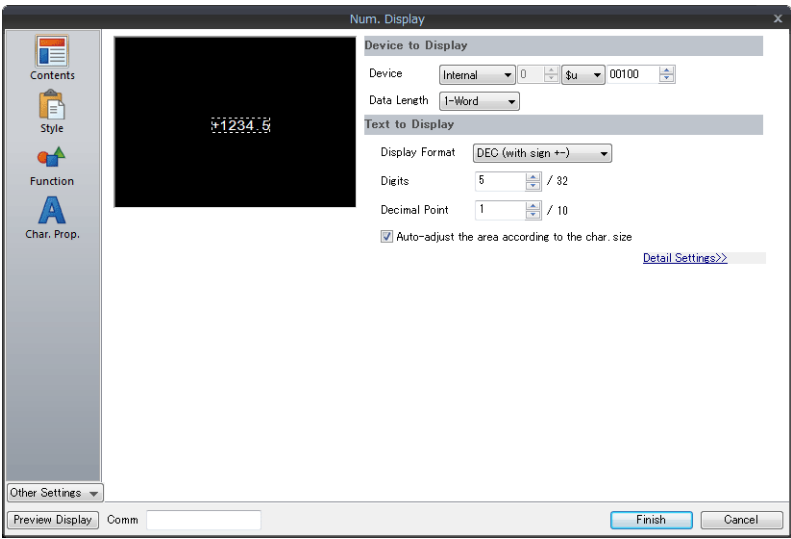 Num. Display
x
Contents
Style
Function
Char. Prop.
Other Settings
+1234.5
Device to Display
Device Internal 0 $u 00100
Data Length 1-Word
Text to Display
Display Format DEC (with sign +-)
Digits 5 / 32
Decimal Point 1 / 10
Auto-adjust the area according to the char. size
Detail Settings>>
Preview Display Comm Finish Cancel